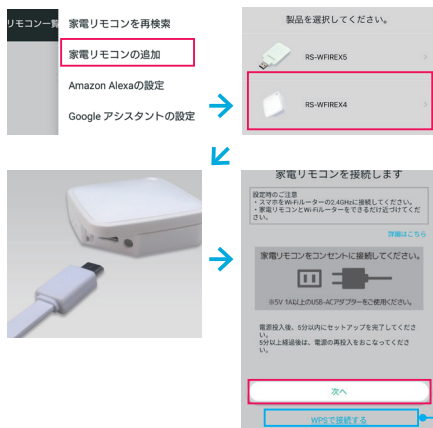 リモコン一覧
家電リモコンを再検索
家電リモコンの追加
Amazon Alexaの設定
Google アシスタントの設定
製品を選択してください。
RS-WFIREX5
RS-WFIREX4
家電リモコンを接続します
設定時のご注意
・スマホをWi-Fiルーターの2.4GHzに接続してください。
・家電リモコンとWi-Fiルーターをできるだけ近づけてくだ
さい。
詳細はこちら
家電リモコンをコンセントに接続してください。
※5V 1A以上のUSB-ACアダプターをご使用ください。
電源投入後、5分以内にセットアップを完了してくださ
い。
5分以上経過後は、電源の再投入をおこなってくださ
い。
次へ
WPSで接続する